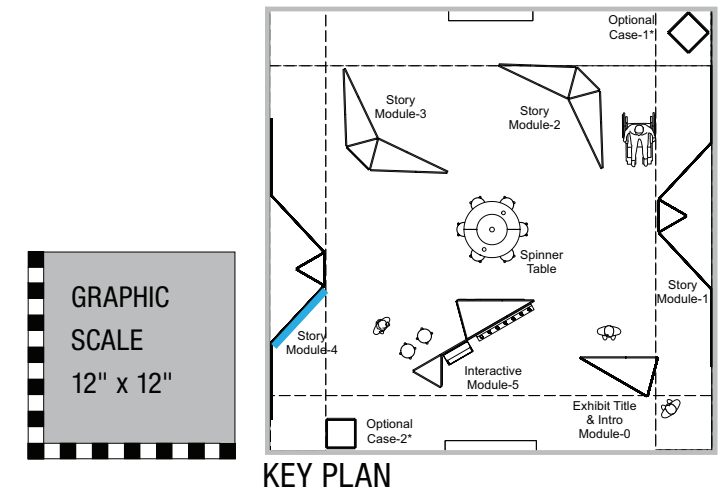 GRAPHIC
SCALE
12" x 12"
Optional
Case-1*
Story
Module-3
Story
Module-2
Spinner
Table
Story
Module-1
Story
Module-4
Interactive
Module-5
Exhibit Title
& Intro
Module-0
Optional
Case-2*
KEY PLAN